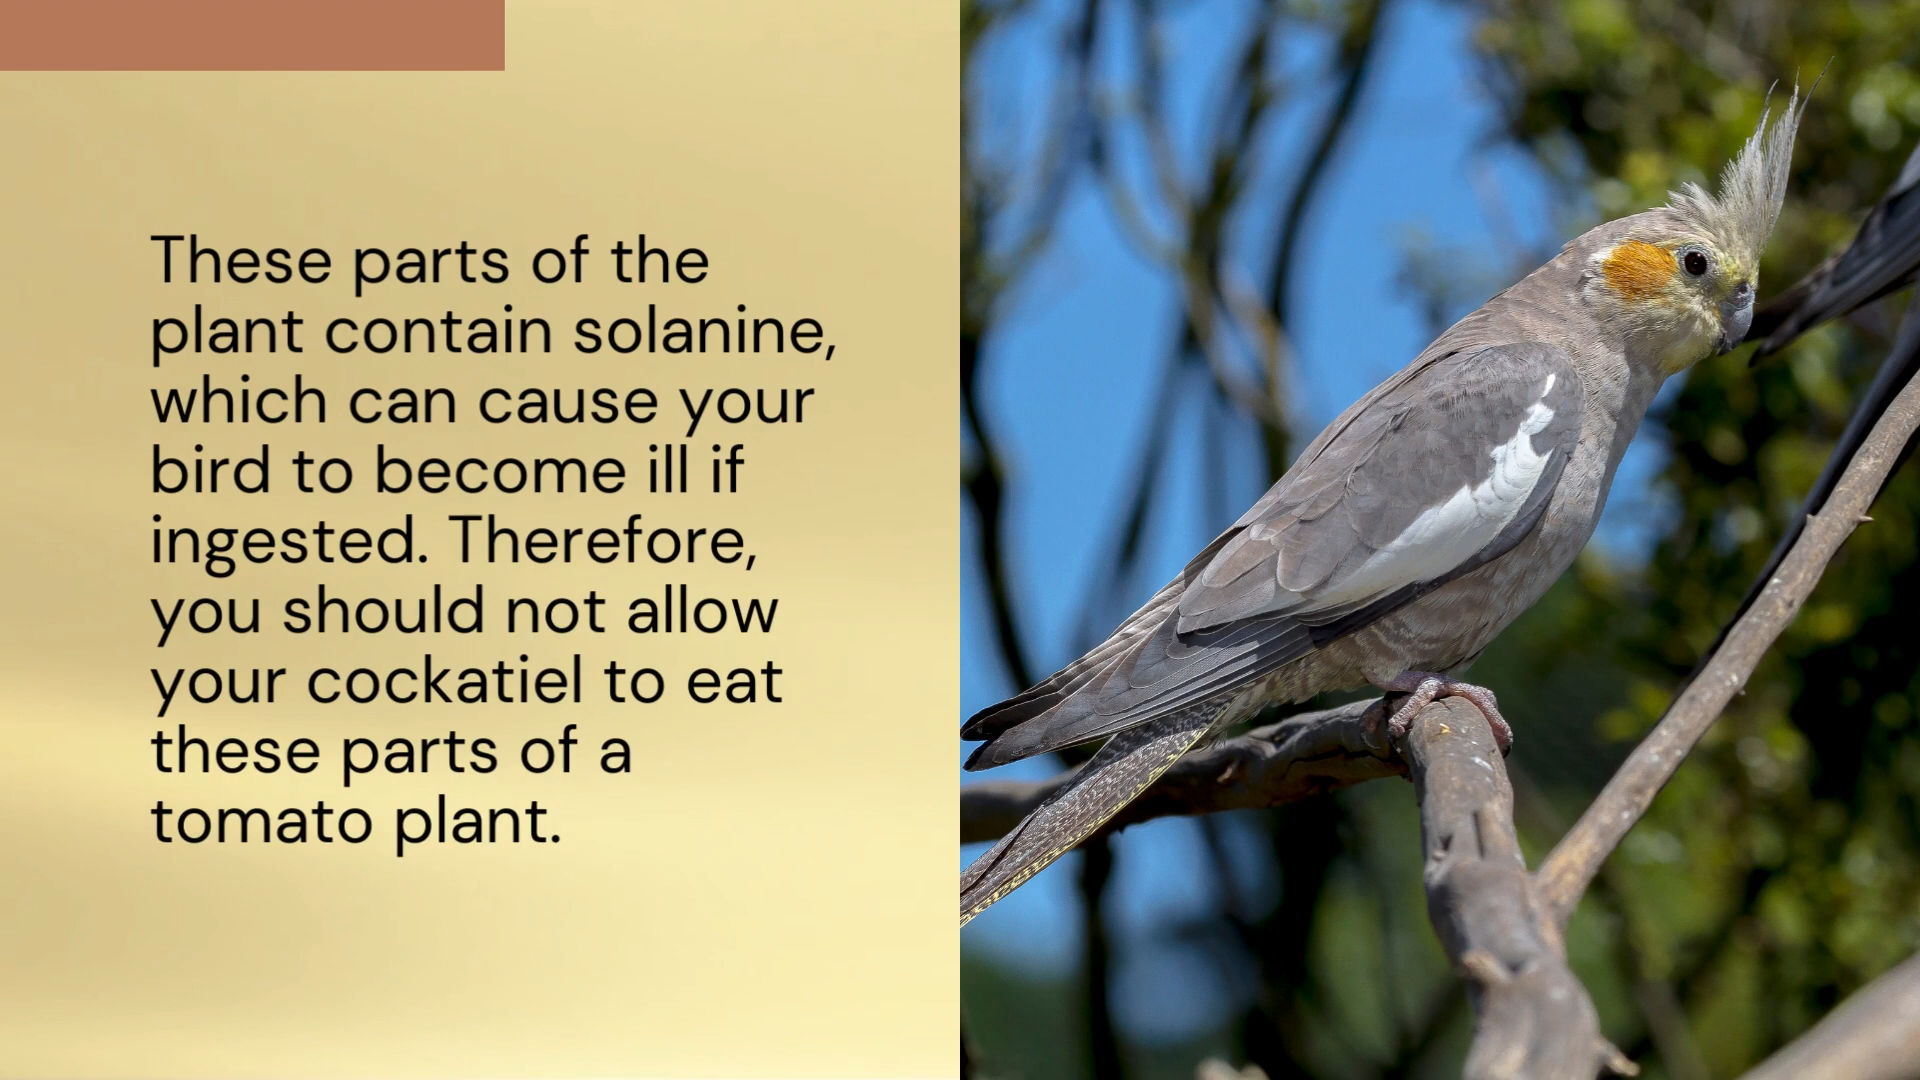 These parts of the
plant contain solanine,
which can cause your
bird to become ill if
ingested. Therefore,
you should not allow
your cockatiel to eat
these parts of a
tomato plant.